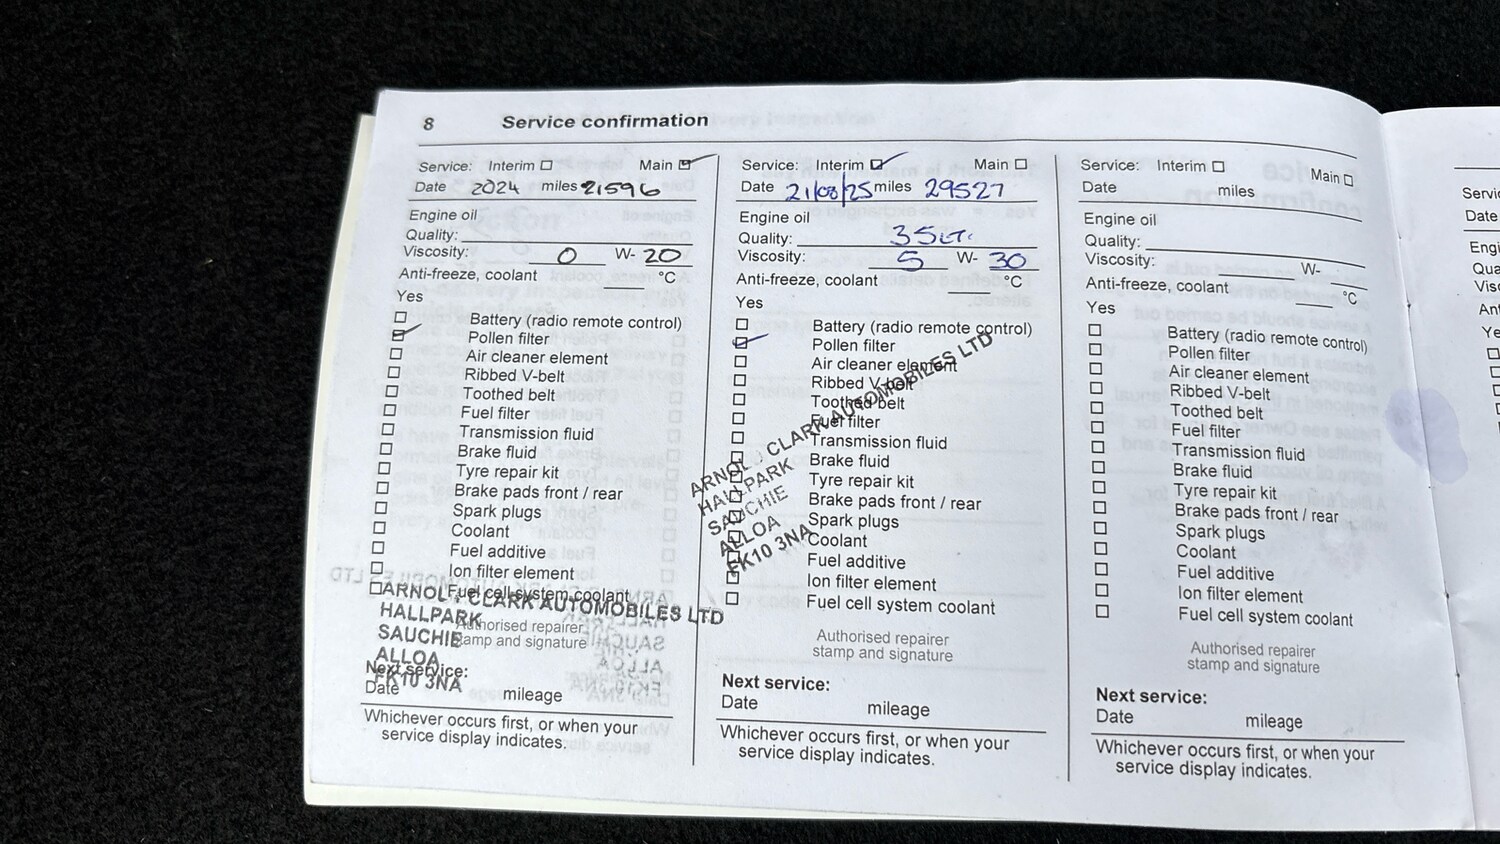 8 Service confirmation
Service: Interim ☐ Main ☑
Date 2024 miles 21596
Engine oil
Quality:
Viscosity: 0 W- 20
Anti-freeze, coolant °C
Yes
☐ Battery (radio remote control)
☑ Pollen filter
☐ Air cleaner element
☐ Ribbed V-belt
☐ Toothed belt
☐ Fuel filter
☐ Transmission fluid
☐ Brake fluid
☐ Tyre repair kit
☐ Brake pads front / rear
☐ Spark plugs
☐ Coolant
☐ Fuel additive
☐ Ion filter element
☐ Fuel cell system coolant
ARNOLD CLARK AUTOMOBILES LTD
HALLPARK
SAUCHIE
ALLOA
FK10 3NA
Authorised repairer
stamp and signature
Next service:
Date mileage
Whichever occurs first, or when your
service display indicates.
Service: Interim ☑ Main ☐
Date 21/08/25 miles 29527
Engine oil
Quality: 3 5LT.
Viscosity: 5 W- 30
Anti-freeze, coolant °C
Yes
☐ Battery (radio remote control)
☑ Pollen filter
☐ Air cleaner element
☐ Ribbed V-belt
☐ Toothed belt
☐ Fuel filter
☐ Transmission fluid
☐ Brake fluid
☐ Tyre repair kit
☐ Brake pads front / rear
☐ Spark plugs
☐ Coolant
☐ Fuel additive
☐ Ion filter element
☐ Fuel cell system coolant
ARNOLD CLARK AUTOMOBILES LTD
HALLPARK
SAUCHIE
ALLOA
FK10 3NA
Authorised repairer
stamp and signature
Next service:
Date mileage
Whichever occurs first, or when your
service display indicates.
Service: Interim ☐ Main ☐
Date miles
Engine oil
Quality:
Viscosity: W-
Anti-freeze, coolant °C
Yes
☐ Battery (radio remote control)
☐ Pollen filter
☐ Air cleaner element
☐ Ribbed V-belt
☐ Toothed belt
☐ Fuel filter
☐ Transmission fluid
☐ Brake fluid
☐ Tyre repair kit
☐ Brake pads front / rear
☐ Spark plugs
☐ Coolant
☐ Fuel additive
☐ Ion filter element
☐ Fuel cell system coolant
Authorised repairer
stamp and signature
Next service:
Date mileage
Whichever occurs first, or when your
service display indicates.
Date